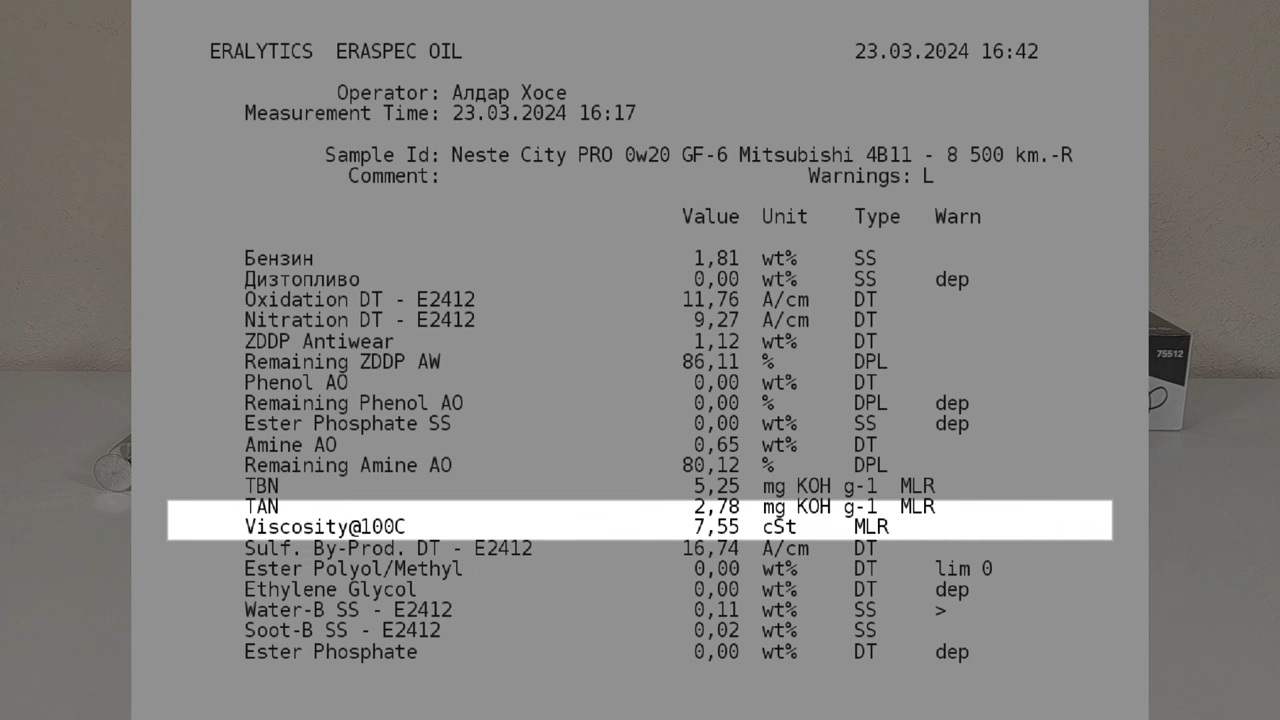 ERALYTICS ERASPEC OIL 23.03.2024 16:42
Operator: Алдар Хосе
Measurement Time: 23.03.2024 16:17
Sample Id: Neste City PRO 0w20 GF-6 Mitsubishi 4B11 - 8 500 km.-R
Comment: Warnings: L
Value Unit Type Warn
Бензин 1,81 wt% SS
Дизтопливо 0,00 wt% SS dep
Oxidation DT - E2412 11,76 A/cm DT
Nitration DT - E2412 9,27 A/cm DT
ZDDP Antiwear 1,12 wt% DT
Remaining ZDDP AW 86,11 % DPL
Phenol AO 0,00 wt% DT
Remaining Phenol AO 0,00 % DPL dep
Ester Phosphate SS 0,00 wt% SS dep
Amine AO 0,65 wt% DT
Remaining Amine AO 80,12 % DPL
TBN 5,25 mg KOH g-1 MLR
TAN 2,78 mg KOH g-1 MLR
Viscosity@100C 7,55 cSt MLR
Sulf. By-Prod. DT - E2412 16,74 A/cm DT
Ester Polyol/Methyl 0,00 wt% DT lim 0
Ethylene Glycol 0,00 wt% DT dep
Water-B SS - E2412 0,11 wt% SS >
Soot-B SS - E2412 0,02 wt% SS
Ester Phosphate 0,00 wt% DT dep
75512